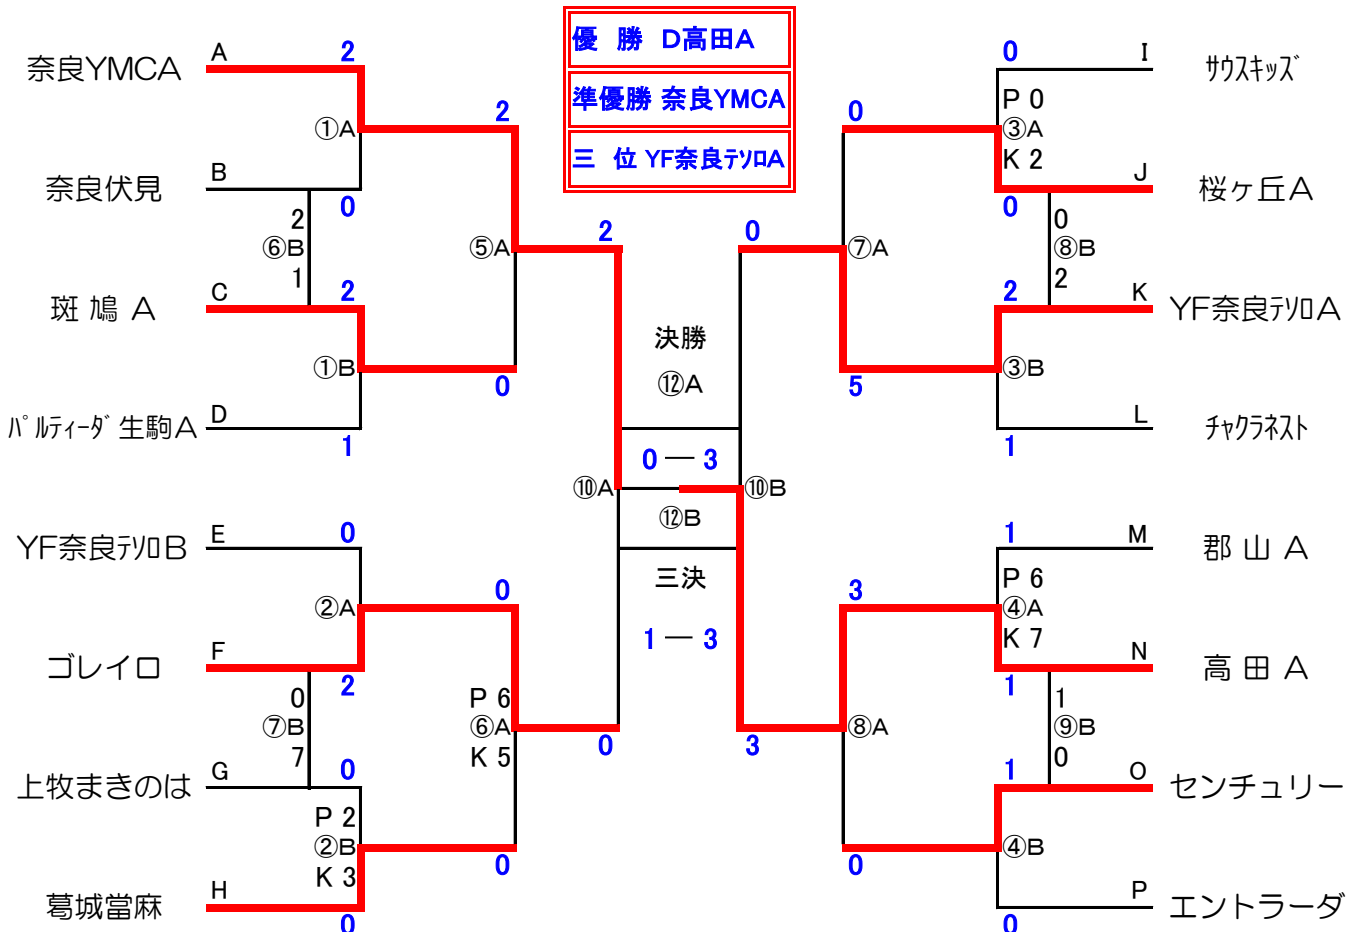 優 勝 D高田A
準優勝 奈良YMCA
三 位 YF奈良テソロA
奈良YMCA A 2
①A
2
奈良伏見 B 0
2
⑥B
1
⑤A
2
斑 鳩 A C 2
①B
0
パルティーダ生駒A D 1
⑩A
YF奈良テソロB E 0
②A
0
ゴレイロ F 2
0
⑦B
7
P 6
⑥A
K 5
0
上牧まきのは G 0
P 2
②B
K 3
0
葛城當麻 H 0
決勝
⑫A
0 — 3
⑫B
三決
1 — 3
0 I サウスキッズ
0
P 0
③A
K 2
0 J 桜ヶ丘A
0
⑧B
2
0
⑦A
2 K YF奈良テソロA
③B
5
1 L チャクラネスト
⑩B
1 M 郡 山 A
P 6
④A
K 7
3
1 N 高 田 A
1
⑨B
0
⑧A
3
1 O センチュリー
④B
0
0 P エントラーダ